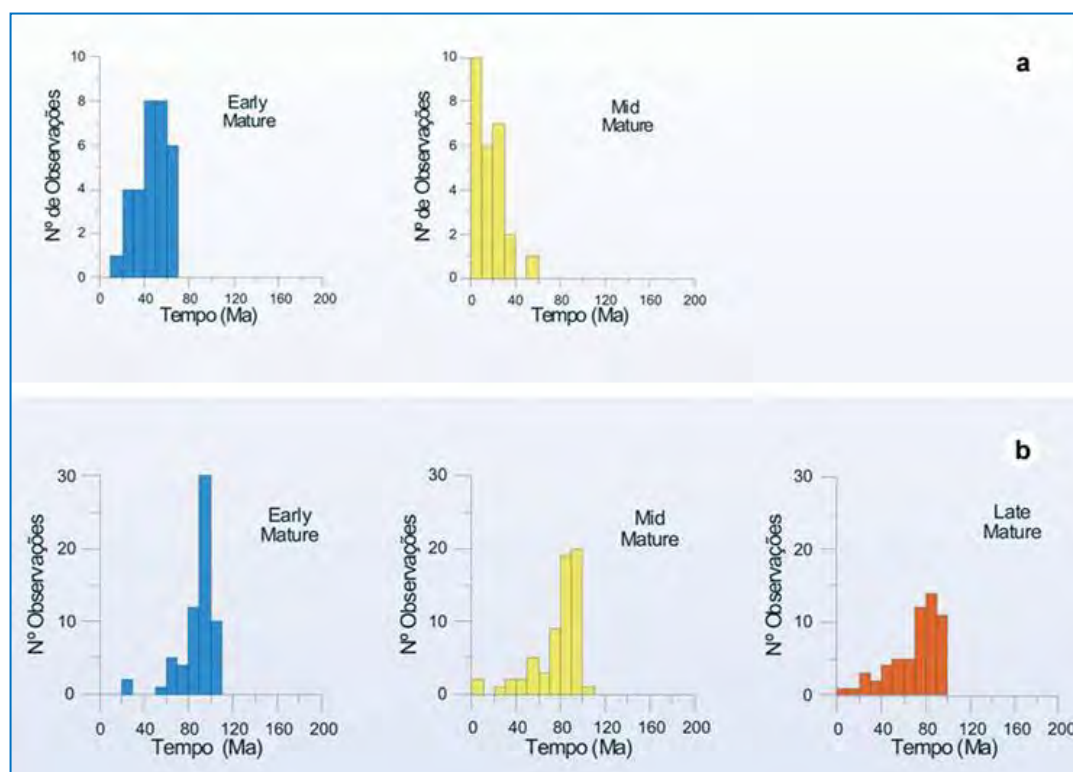 a
10
8
6
4
2
0
Nº de Observações
Early
Mature
0 40 80 120 160 200
Tempo (Ma)
10
8
6
4
2
0
Nº de Observações
Mid
Mature
0 40 80 120 160 200
Tempo (Ma)
b
30
20
10
0
Nº Observações
Early
Mature
0 40 80 120 160 200
Tempo (Ma)
30
20
10
0
Nº Observações
Mid
Mature
0 40 80 120 160 200
Tempo (Ma)
30
20
10
0
Nº Observações
Late
Mature
0 40 80 120 160 200
Tempo (Ma)